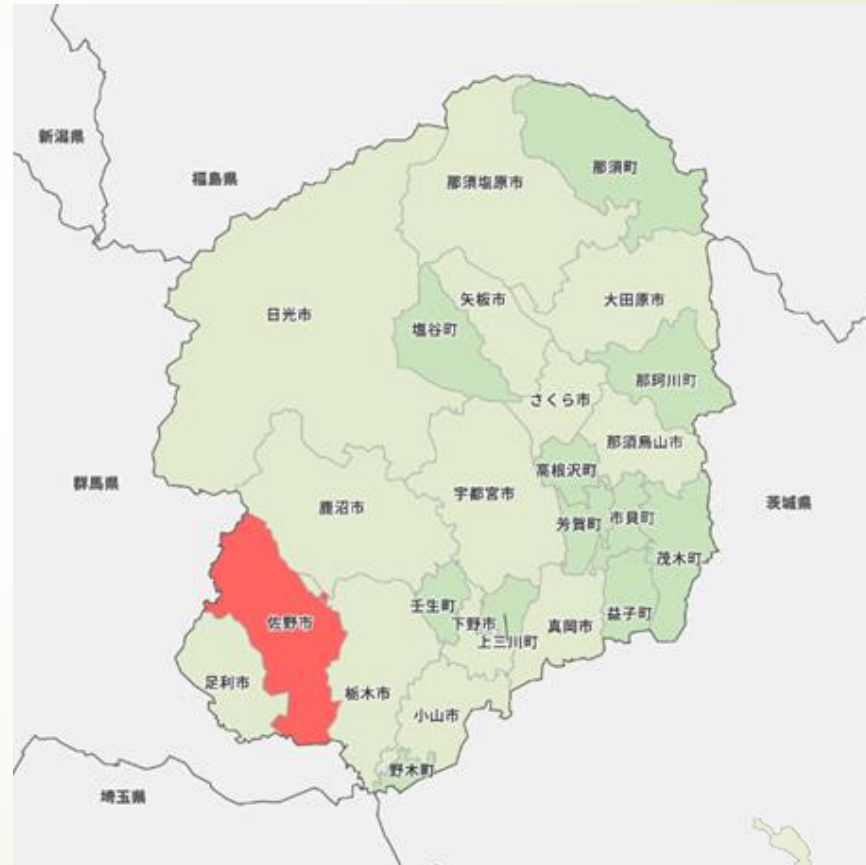 新潟県
福島県
那須町
那須塩原市
矢板市
大田原市
日光市
塩谷町
那珂川町
さくら市
那須烏山市
高根沢町
群馬県
宇都宮市
茨城県
鹿沼市
芳賀町
市貝町
茂木町
壬生町
益子町
佐野市
下野市
真岡市
上三川町
足利市
栃木市
小山市
野木町
埼玉県